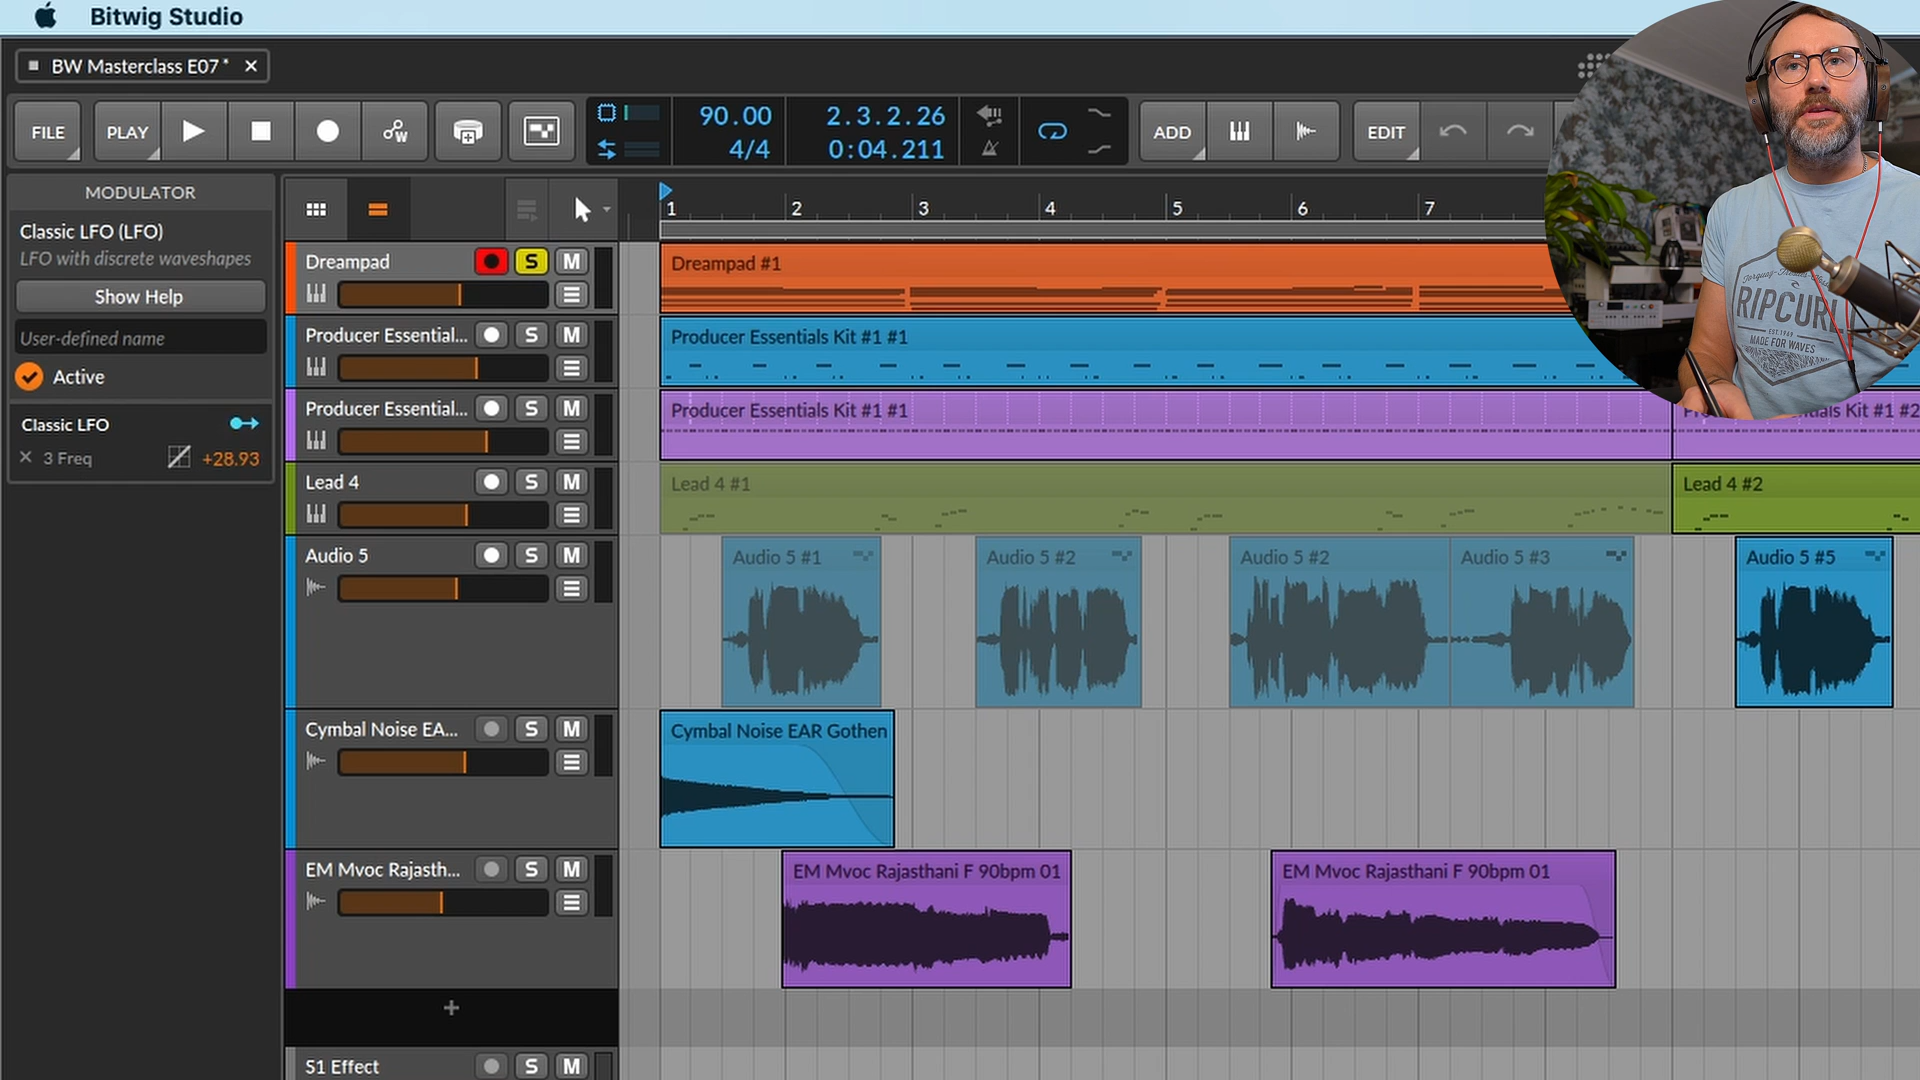 Bitwig Studio
BW Masterclass E07*
FILE
PLAY
90.00
4/4
2.3.2.26
0:04.211
ADD
EDIT
MODULATOR
Classic LFO (LFO)
LFO with discrete waveshapes
Show Help
User-defined name
Active
Classic LFO
3 Freq
+28.93
1 2 3 4 5 6 7
Dreampad S M
Dreampad #1
Producer Essential... S M
Producer Essentials Kit #1 #1
Producer Essential... S M
Producer Essentials Kit #1 #1
Kit #1 #2
Lead 4 S M
Lead 4 #1
Lead 4 #2
Audio 5 S M
Audio 5 #1
Audio 5 #2
Audio 5 #2
Audio 5 #3
Audio 5 #5
Cymbal Noise EA... S M
Cymbal Noise EAR Gothen
EM Mvoc Rajasth... S M
EM Mvoc Rajasthani F 90bpm 01
EM Mvoc Rajasthani F 90bpm 01
+
S1 Effect S M
RIPCURL
EST. 1969
MADE FOR WAVES